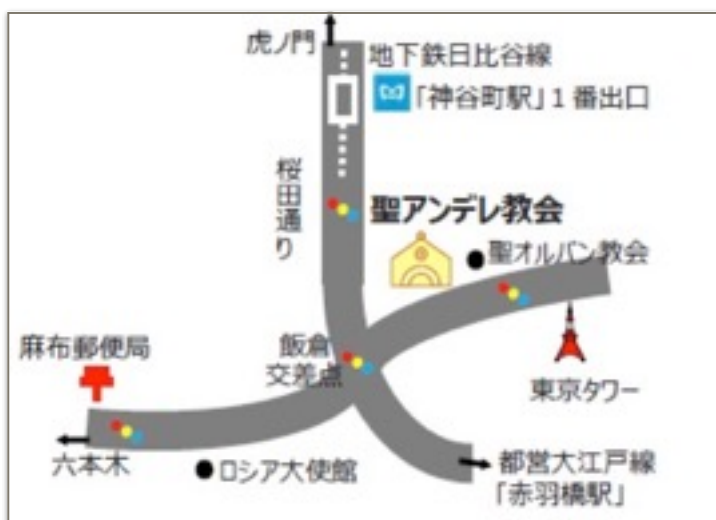 虎ノ門
地下鉄日比谷線
「神谷町駅」1番出口
桜田通り
聖アンデレ教会
聖オルバン教会
麻布郵便局
飯倉
交差点
東京タワー
六本木
ロシア大使館
都営大江戸線
「赤羽橋駅」